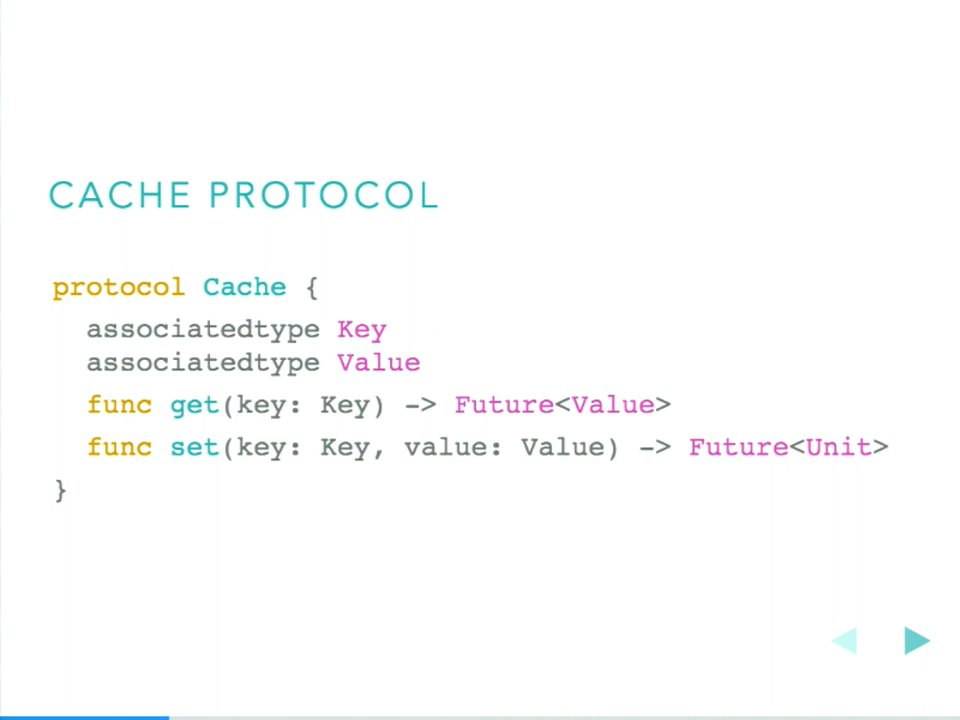 CACHE PROTOCOL
protocol Cache {
associatedtype Key
associatedtype Value
func get(key: Key) -> Future<Value>
func set(key: Key, value: Value) -> Future<Unit>
}